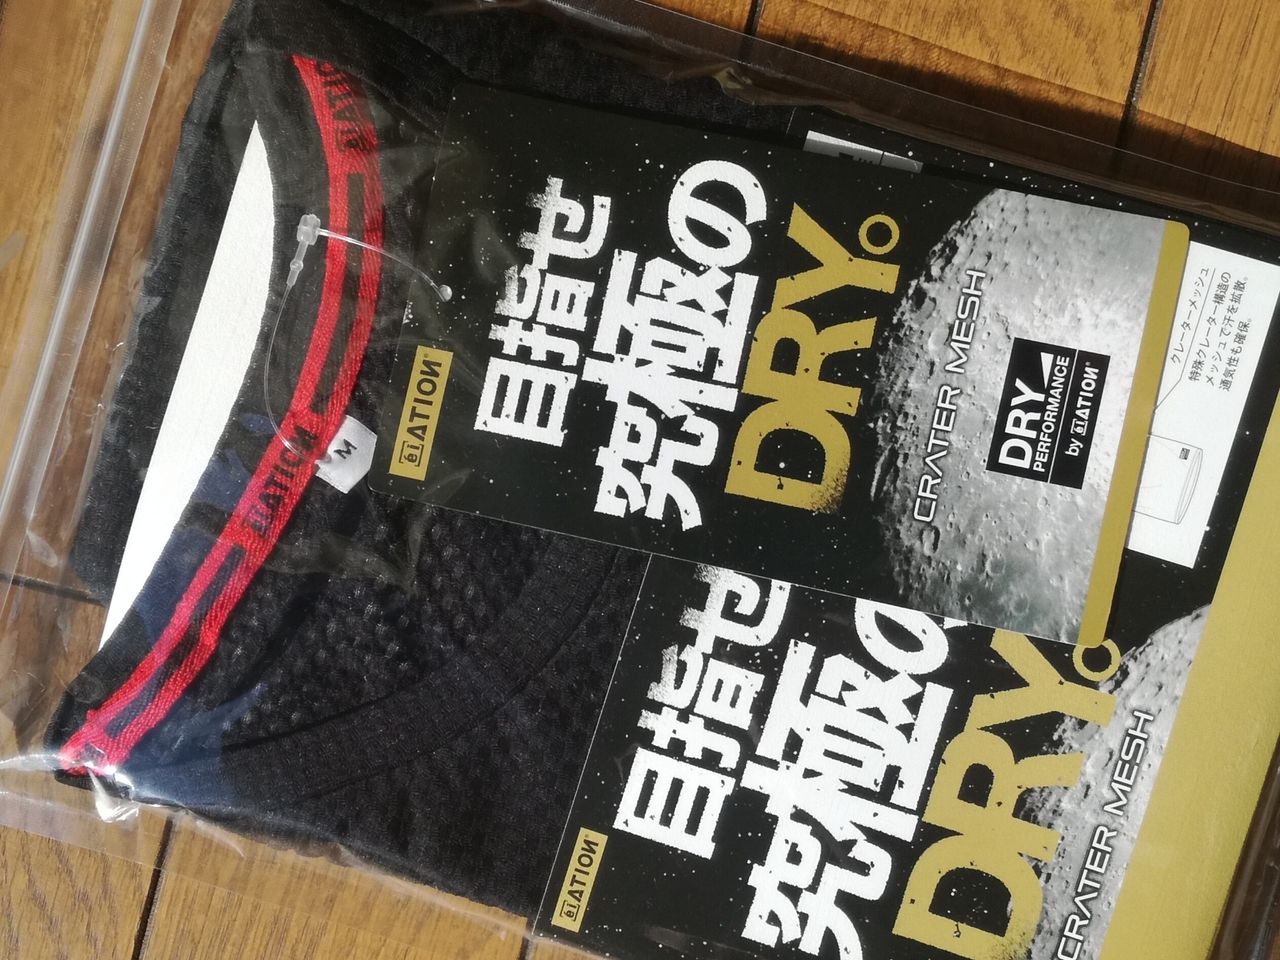 目指せ
究極の
DRY。
CRATER MESH
DRY
PERFORMANCE
by
クレーターメッシュ
特殊クレーター構造の
メッシュで汗を拡散。
通気性も確保。
M
目指せ
究極の
DRY。
CRATER MESH